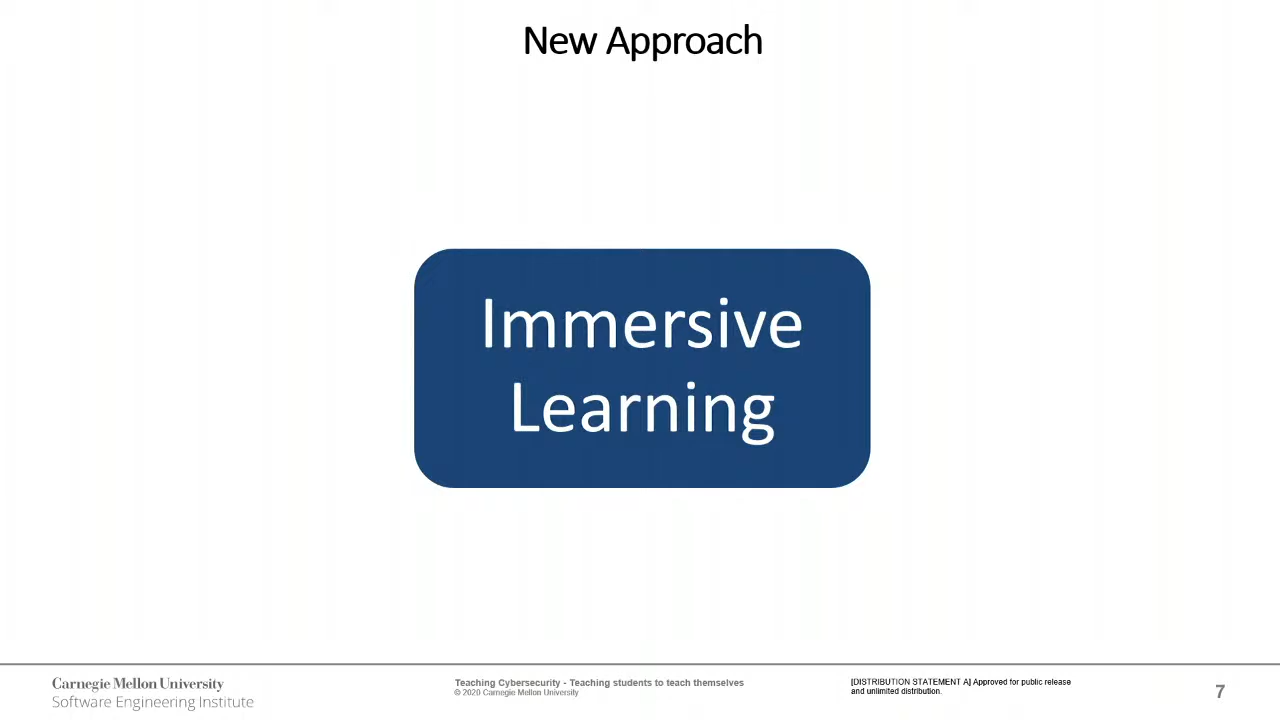 New Approach
Immersive
Learning
Carnegie Mellon University
Software Engineering Institute
Teaching Cybersecurity - Teaching students to teach themselves
© 2020 Carnegie Mellon University
[DISTRIBUTION STATEMENT A] Approved for public release
and unlimited distribution.
7